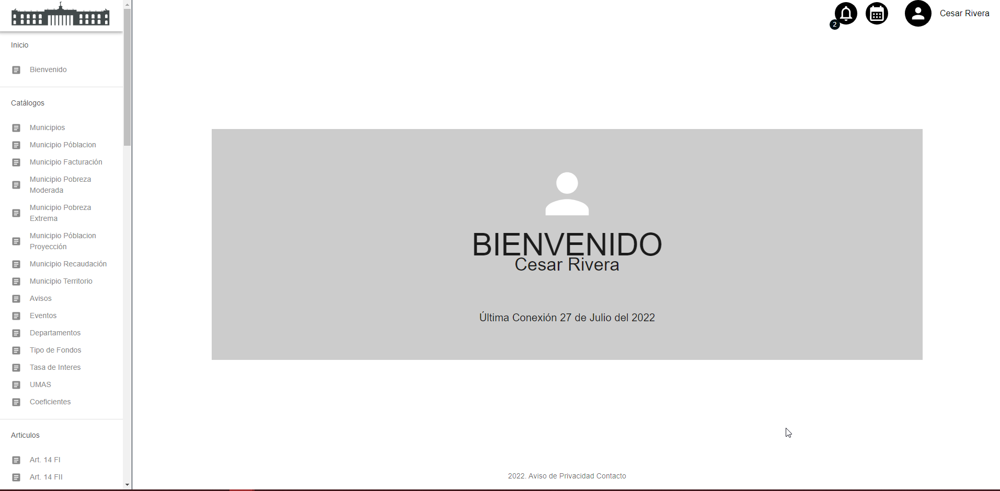 2
Cesar Rivera
Inicio
Bienvenido
Catálogos
Municipios
Municipio Póblacion
Municipio Facturación
Municipio Pobreza
Moderada
Municipio Pobreza
Extrema
Municipio Póblacion
Proyección
Municipio Recaudación
Municipio Territorio
Avisos
Eventos
Departamentos
Tipo de Fondos
Tasa de Interes
UMAS
Coeficientes
Articulos
Art. 14 FI
Art. 14 FII
BIENVENIDO
Cesar Rivera
Última Conexión 27 de Julio del 2022
2022. Aviso de Privacidad Contacto